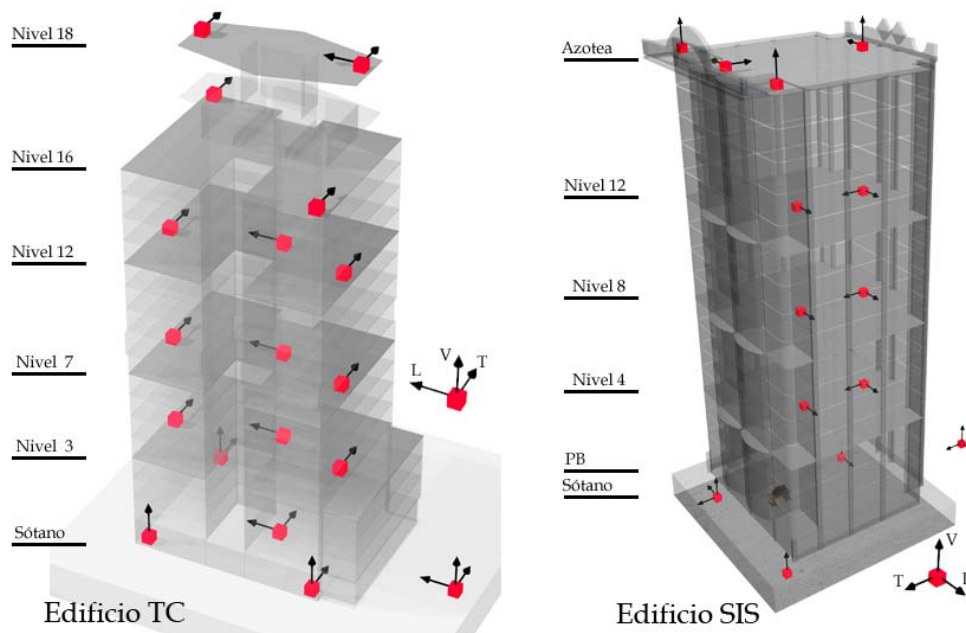 Nivel 18
Nivel 16
Nivel 12
Nivel 7
Nivel 3
Sótano
L
V
T
Edificio TC
Azotea
Nivel 12
Nivel 8
Nivel 4
PB
Sótano
V
T
L
Edificio SIS